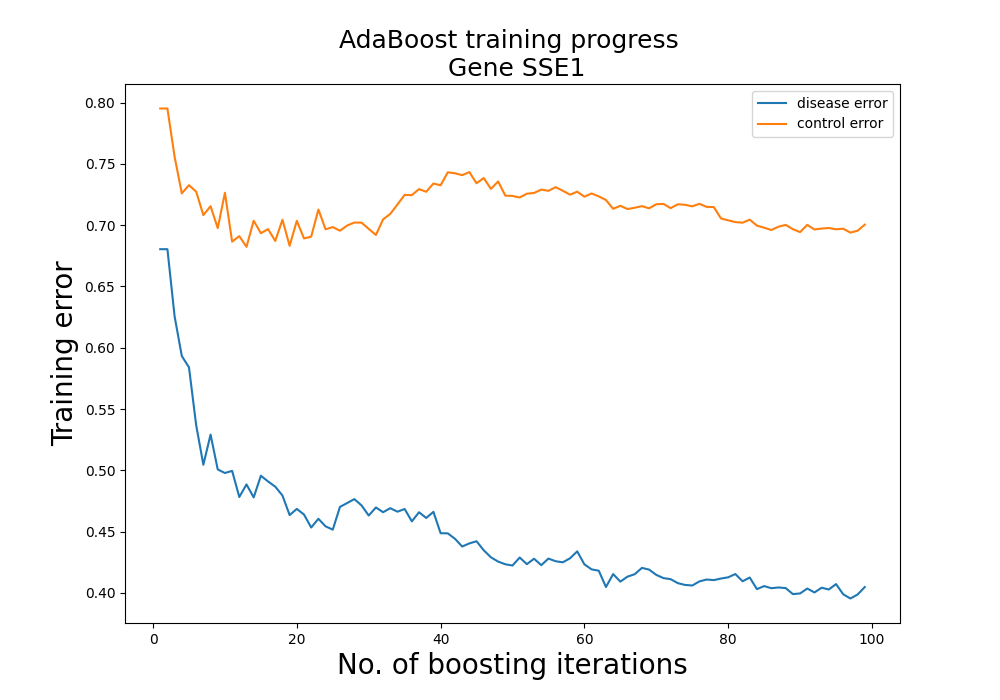 AdaBoost training progress
Gene SSE1
disease error
control error
0.80
0.75
0.70
0.65
0.60
0.55
0.50
0.45
0.40
Training error
0
20
40
60
80
100
No. of boosting iterations